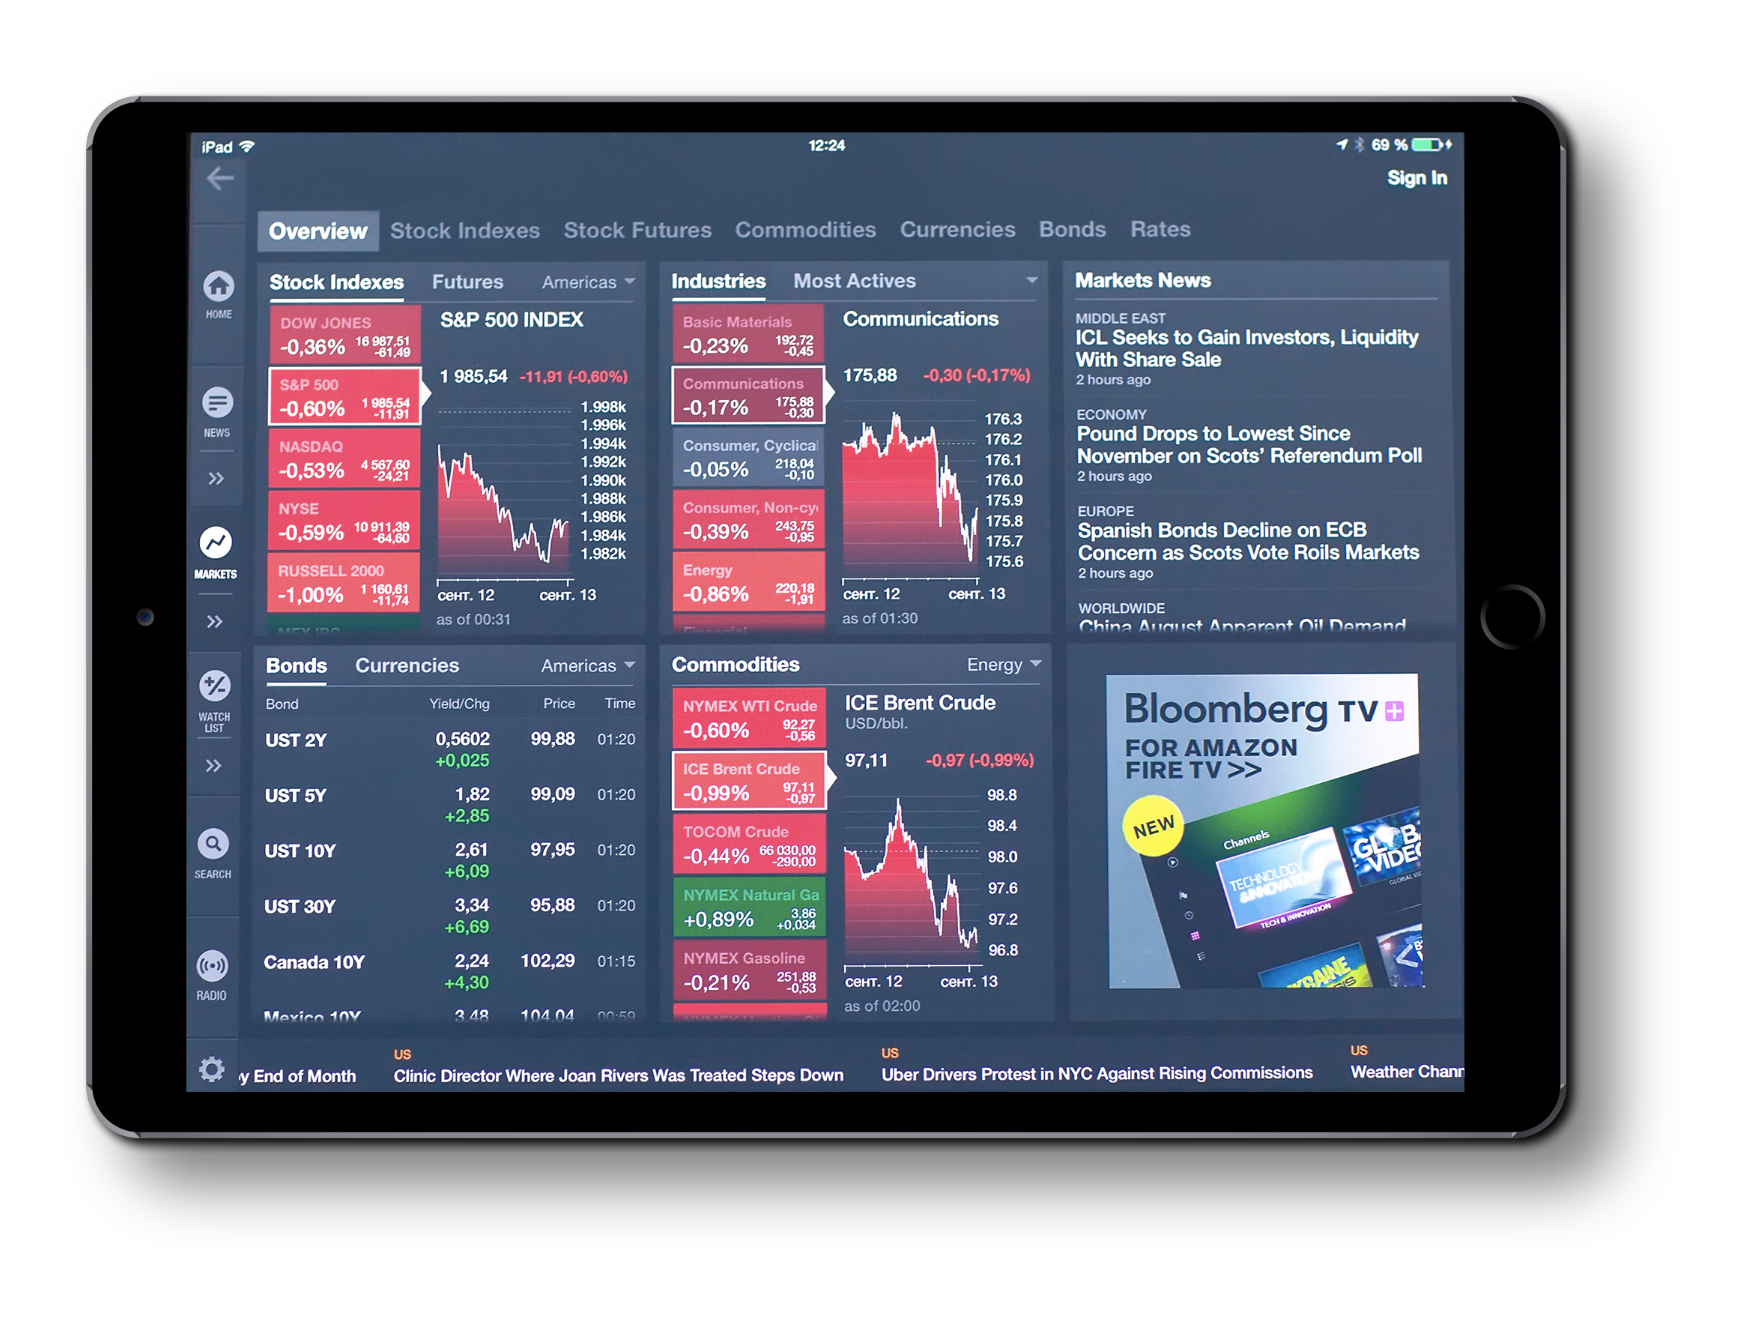 iPad
12:24
69 %
Sign In
Overview Stock Indexes Stock Futures Commodities Currencies Bonds Rates
HOME
NEWS
MARKETS
WATCH
LIST
SEARCH
RADIO
Stock Indexes Futures Americas
DOW JONES
-0,36% 16 987,51
-61,49
S&P 500
-0,60% 1 985,54
-11,91
NASDAQ
-0,53% 4 567,60
-24,21
NYSE
-0,59% 10 911,39
-64,60
RUSSELL 2000
-1,00% 1 160,61
-11,74
S&P 500 INDEX
1 985,54 -11,91 (-0,60%)
1.998k
1.996k
1.994k
1.992k
1.990k
1.988k
1.986k
1.984k
1.982k
сент. 12 сент. 13
as of 00:31
Industries Most Actives
Basic Materials
-0,23% 192,72
-0,45
Communications
-0,17% 175,88
-0,30
Consumer, Cyclical
-0,05% 218,04
-0,10
Consumer, Non-cy
-0,39% 243,75
-0,95
Energy
-0,86% 220,18
-1,91
Financial
Communications
175,88 -0,30 (-0,17%)
176.3
176.2
176.1
176.0
175.9
175.8
175.7
175.6
сент. 12 сент. 13
as of 01:30
Markets News
MIDDLE EAST
ICL Seeks to Gain Investors, Liquidity
With Share Sale
2 hours ago
ECONOMY
Pound Drops to Lowest Since
November on Scots' Referendum Poll
2 hours ago
EUROPE
Spanish Bonds Decline on ECB
Concern as Scots Vote Roils Markets
2 hours ago
WORLDWIDE
China August Apparent Oil Demand
Bonds Currencies Americas
Bond Yield/Chg Price Time
UST 2Y 0,5602 99,88 01:20
+0,025
UST 5Y 1,82 99,09 01:20
+2,85
UST 10Y 2,61 97,95 01:20
+6,09
UST 30Y 3,34 95,88 01:20
+6,69
Canada 10Y 2,24 102,29 01:15
+4,30
Mexico 10Y 3,48 104,04 00:59
Commodities Energy
NYMEX WTI Crude
-0,60% 92,27
-0,56
ICE Brent Crude
-0,99% 97,11
-0,97
TOCOM Crude
-0,44% 66 030,00
-290,00
NYMEX Natural Ga
+0,89% 3,86
+0,034
NYMEX Gasoline
-0,21% 251,88
-0,53
ICE Brent Crude
USD/bbl.
97,11 -0,97 (-0,99%)
98.8
98.4
98.0
97.6
97.2
96.8
сент. 12 сент. 13
as of 02:00
Bloomberg TV+
FOR AMAZON
FIRE TV >>
NEW
Channels
TECHNOLOGY
&INNOVATION
TECH & INNOVATION
GLOB
VIDEO
GLOBAL VI
UKRAINE
US US US
y End of Month Clinic Director Where Joan Rivers Was Treated Steps Down Uber Drivers Protest in NYC Against Rising Commissions Weather Chann